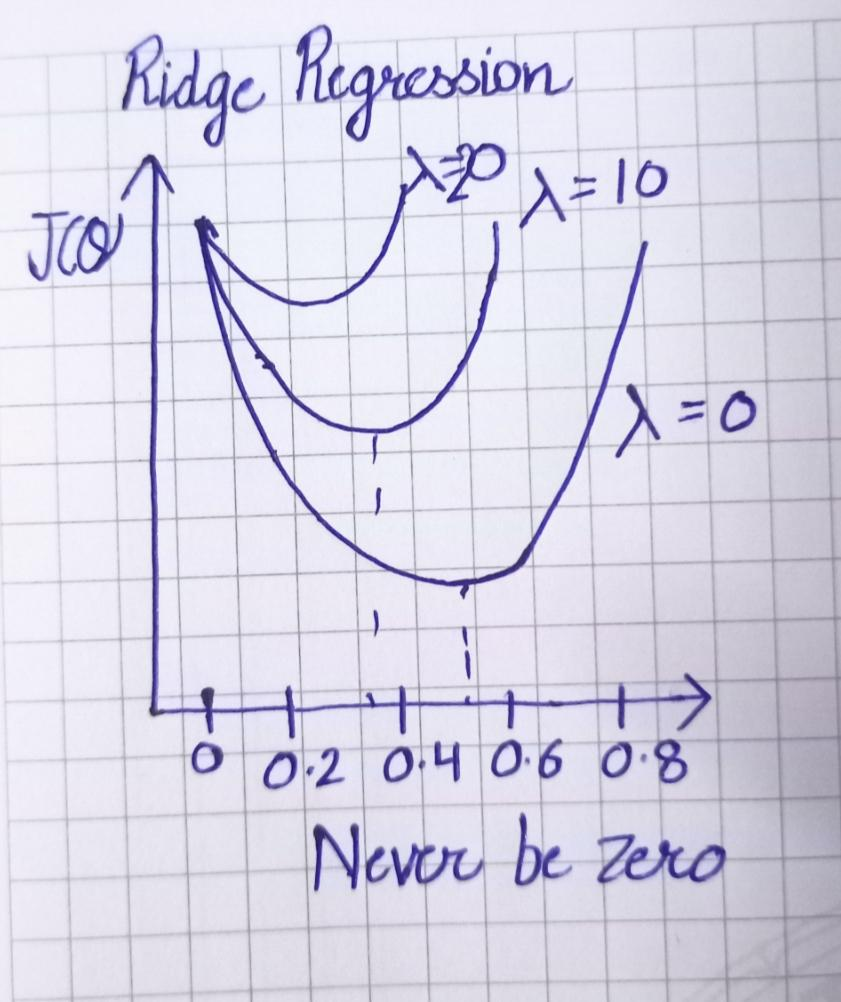 Ridge Regression
λ=20
λ=10
J(θ)
λ=0
0 0.2 0.4 0.6 0.8
Never be zero